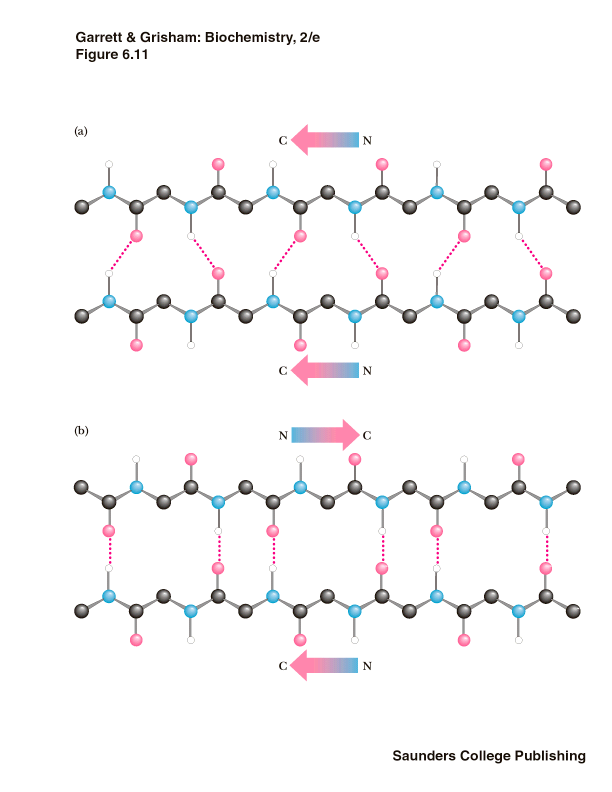 Garrett & Grisham: Biochemistry, 2/e
Figure 6.11
(a)
C N
C N
(b)
N C
C N
Saunders College Publishing